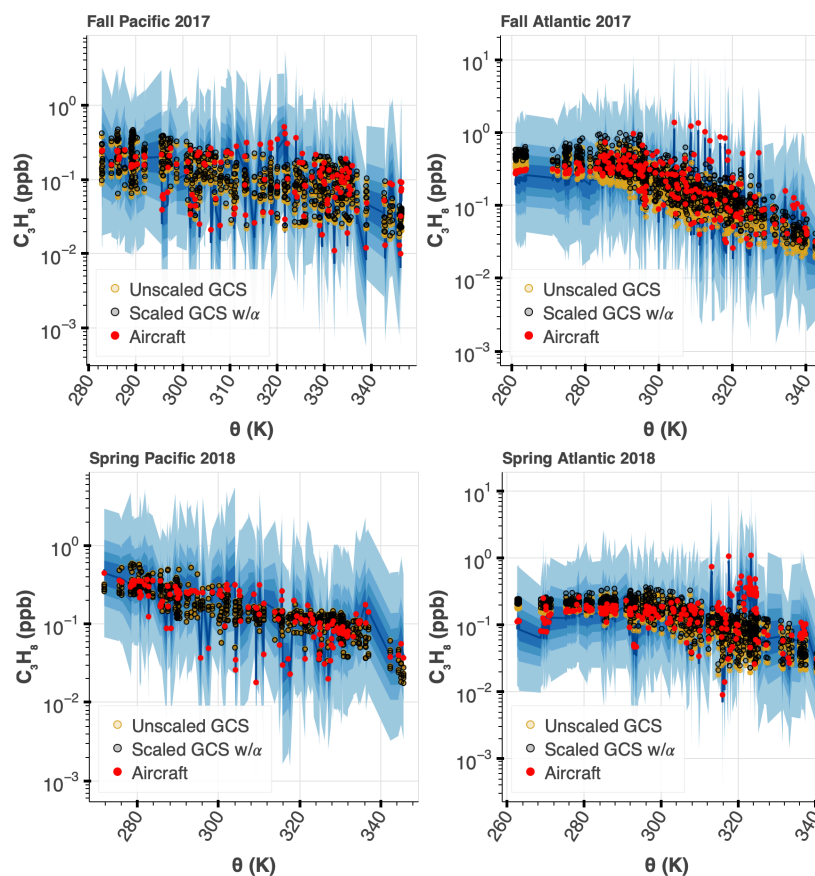 Fall Pacific 2017
C₃H₈ (ppb)
10⁰
10⁻¹
10⁻²
10⁻³
Unscaled GCS
Scaled GCS w/α
Aircraft
280 290 300 310 320 330 340
θ (K)
Fall Atlantic 2017
C₃H₈ (ppb)
10¹
10⁰
10⁻¹
10⁻²
10⁻³
Unscaled GCS
Scaled GCS w/α
Aircraft
260 280 300 320 340
θ (K)
Spring Pacific 2018
C₃H₈ (ppb)
10⁰
10⁻¹
10⁻²
10⁻³
Unscaled GCS
Scaled GCS w/α
Aircraft
280 300 320 340
θ (K)
Spring Atlantic 2018
C₃H₈ (ppb)
10¹
10⁰
10⁻¹
10⁻²
10⁻³
Unscaled GCS
Scaled GCS w/α
Aircraft
260 280 300 320 340
θ (K)